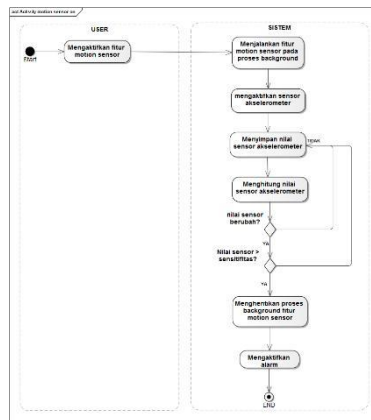 act Activity motion sensor on
USER
SISTEM
Start
Mengaktifkan fitur
motion sensor
Menjalankan fitur
motion sensor pada
proses background
mengaktifkan sensor
akselerometer
Menyimpan nilai
sensor akselerometer
TIDAK
Menghitung nilai
sensor akselerometer
nilai sensor
berubah?
YA
Nilai sensor >
sensitifitas?
YA
Menghentikan proses
background fitur
motion sensor
Mengaktifkan
alarm
END